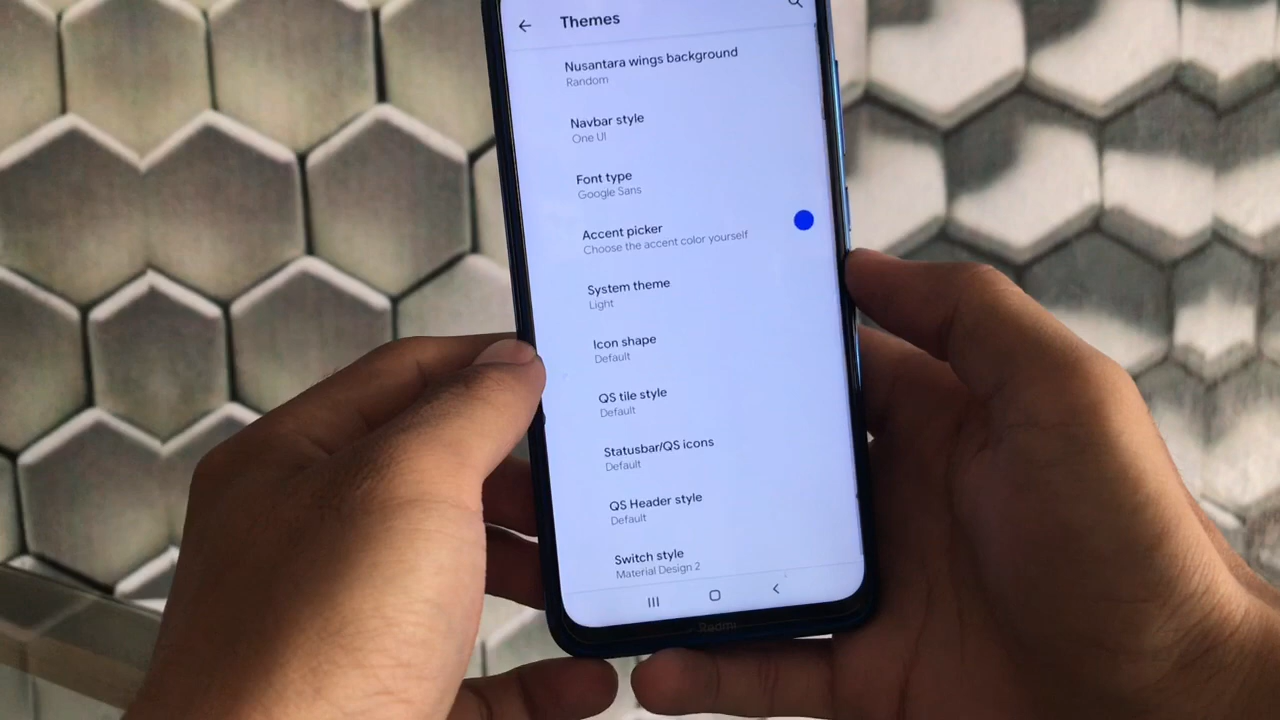 Themes
Nusantara wings background
Random
Navbar style
One UI
Font type
Google Sans
Accent picker
Choose the accent color yourself
System theme
Light
Icon shape
Default
QS tile style
Default
Statusbar/QS icons
Default
QS Header style
Default
Switch style
Material Design 2
Redmi